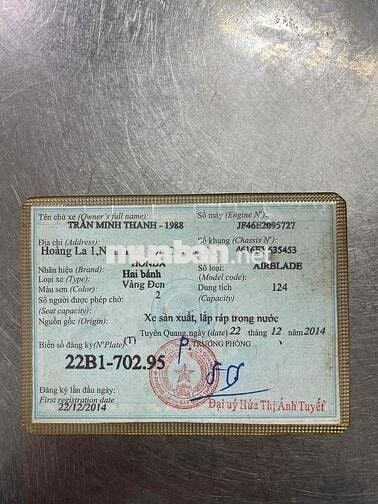 Tên chủ xe (Owner's full name): Số máy (Engine Nº):
TRẦN MINH THANH - 1988 JF46E2095727
Địa chỉ (Address): Số khung (Chassis Nº):
Hoàng La 1, 635453
Nhãn hiệu (Brand): HONDA Số loại: AIRBLADE
Loại xe (Type): Hai bánh (Model code):
Màu sơn (Color): Vàng Đen Dung tích 124
Số người được phép chở: 2 (Capacity)
(Seat capacity):
Nguồn gốc (Origin): Xe sản xuất, lắp ráp trong nước
Tuyên Quang, ngày (date) 22 tháng 12 năm 2014
Biển số đăng ký (Nº Plate) (T) P. TRƯỞNG PHÒNG
22B1-702.95
Đăng ký lần đầu ngày:
First registration date
22/12/2014
Đại uý Hứa Thị Ánh Tuyết
muaban.net